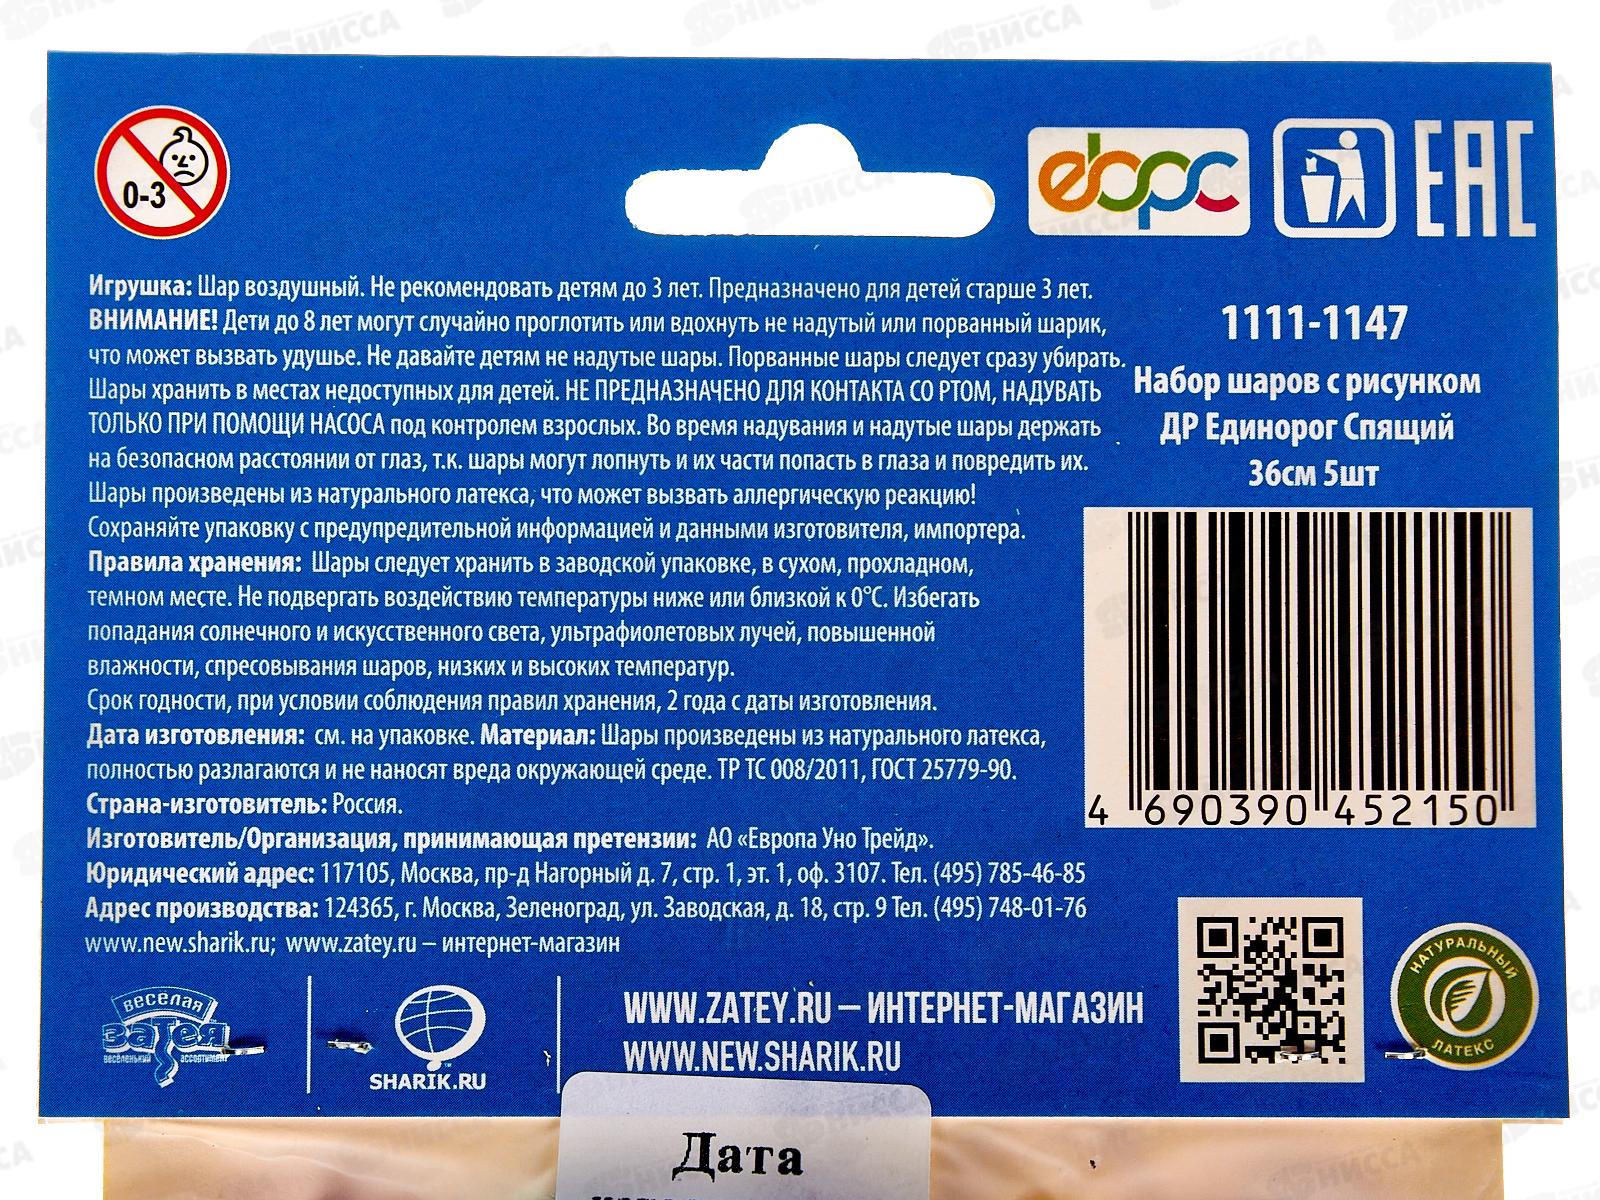 0-3
ебрс
EAC
Игрушка: Шар воздушный. Не рекомендовать детям до 3 лет. Предназначено для детей старше 3 лет.
ВНИМАНИЕ! Дети до 8 лет могут случайно проглотить или вдохнуть не надутый или порванный шарик,
что может вызвать удушье. Не давайте детям не надутые шары. Порванные шары следует сразу убирать.
Шары хранить в местах недоступных для детей. НЕ ПРЕДНАЗНАЧЕНО ДЛЯ КОНТАКТА СО РТОМ, НАДУВАТЬ
ТОЛЬКО ПРИ ПОМОЩИ НАСОСА под контролем взрослых. Во время надувания и надутые шары держать
на безопасном расстоянии от глаз, т.к. шары могут лопнуть и их части попасть в глаза и повредить их.
Шары произведены из натурального латекса, что может вызвать аллергическую реакцию!
Сохраняйте упаковку с предупредительной информацией и данными изготовителя, импортера.
Правила хранения: Шары следует хранить в заводской упаковке, в сухом, прохладном,
темном месте. Не подвергать воздействию температуры ниже или близкой к 0°С. Избегать
попадания солнечного и искусственного света, ультрафиолетовых лучей, повышенной
влажности, спресовывания шаров, низких и высоких температур.
Срок годности, при условии соблюдения правил хранения, 2 года с даты изготовления.
Дата изготовления: см. на упаковке. Материал: Шары произведены из натурального латекса,
полностью разлагаются и не наносят вреда окружающей среде. ТР ТС 008/2011, ГОСТ 25779-90.
Страна-изготовитель: Россия.
Изготовитель/Организация, принимающая претензии: АО «Европа Уно Трейд».
Юридический адрес: 117105, Москва, пр-д Нагорный д. 7, стр. 1, эт. 1, оф. 3107. Тел. (495) 785-46-85
Адрес производства: 124365, г. Москва, Зеленоград, ул. Заводская, д. 18, стр. 9 Тел. (495) 748-01-76
www.new.sharik.ru; www.zatey.ru – интернет-магазин
1111-1147
Набор шаров с рисунком
ДР Единорог Спящий
36см 5шт
4 690390 452150
веселая
затея
веселенький ассортимент
SHARIK.RU
WWW.ZATEY.RU – ИНТЕРНЕТ-МАГАЗИН
WWW.NEW.SHARIK.RU
НАТУРАЛЬНЫЙ
ЛАТЕКС
Дата